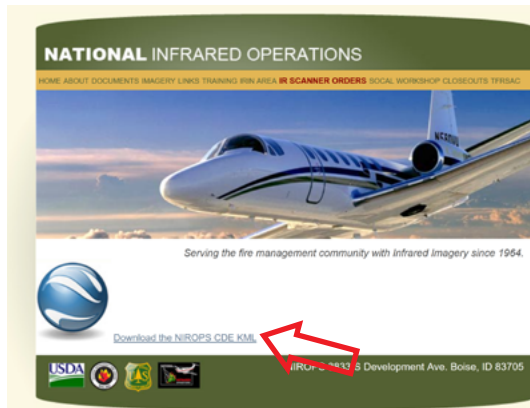 NATIONAL INFRARED OPERATIONS
HOME ABOUT DOCUMENTS IMAGERY LINKS TRAINING IRIN AREA IR SCANNER ORDERS SOCAL WORKSHOP CLOSEOUTS TFRSAC
Serving the fire management community with Infrared Imagery since 1964.
Download the NIROPS CDE KML
USDA
NIROPS 3833 S Development Ave. Boise, ID 83705